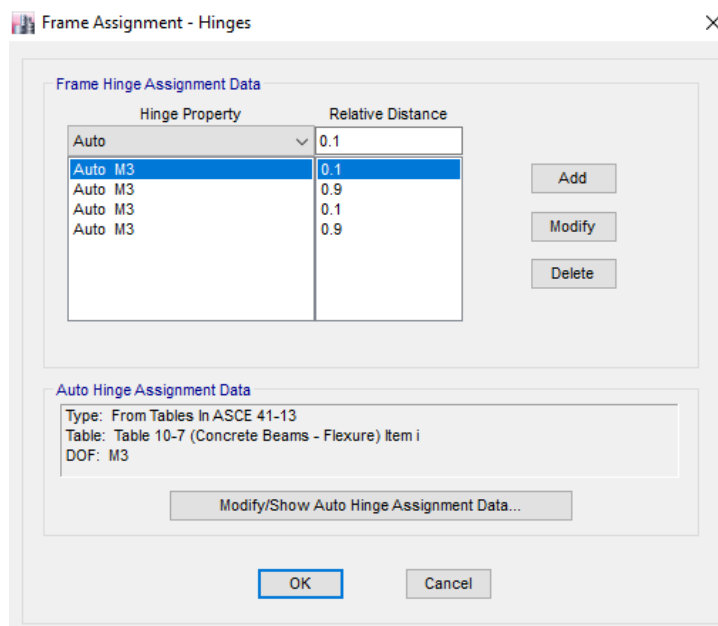 Frame Assignment - Hinges
Frame Hinge Assignment Data
Hinge Property Relative Distance
Auto 0.1
Auto M3 0.1
Auto M3 0.9
Auto M3 0.1
Auto M3 0.9
Add
Modify
Delete
Auto Hinge Assignment Data
Type: From Tables In ASCE 41-13
Table: Table 10-7 (Concrete Beams - Flexure) Item i
DOF: M3
Modify/Show Auto Hinge Assignment Data...
OK Cancel